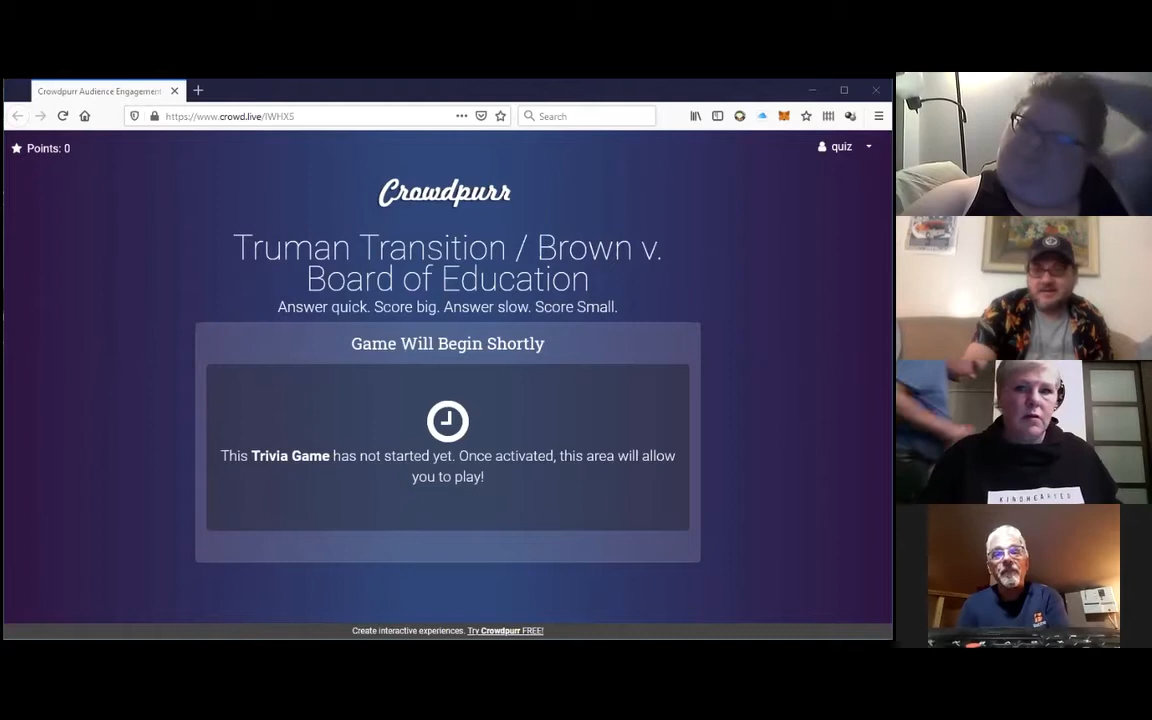 Crowdpurr Audience Engagement
https://www.crowd.live/IWHX5
Search
Points: 0
quiz
Crowdpurr
Truman Transition / Brown v.
Board of Education
Answer quick. Score big. Answer slow. Score Small.
Game Will Begin Shortly
This Trivia Game has not started yet. Once activated, this area will allow
you to play!
Create interactive experiences. Try Crowdpurr FREE!
KINDHEARTED